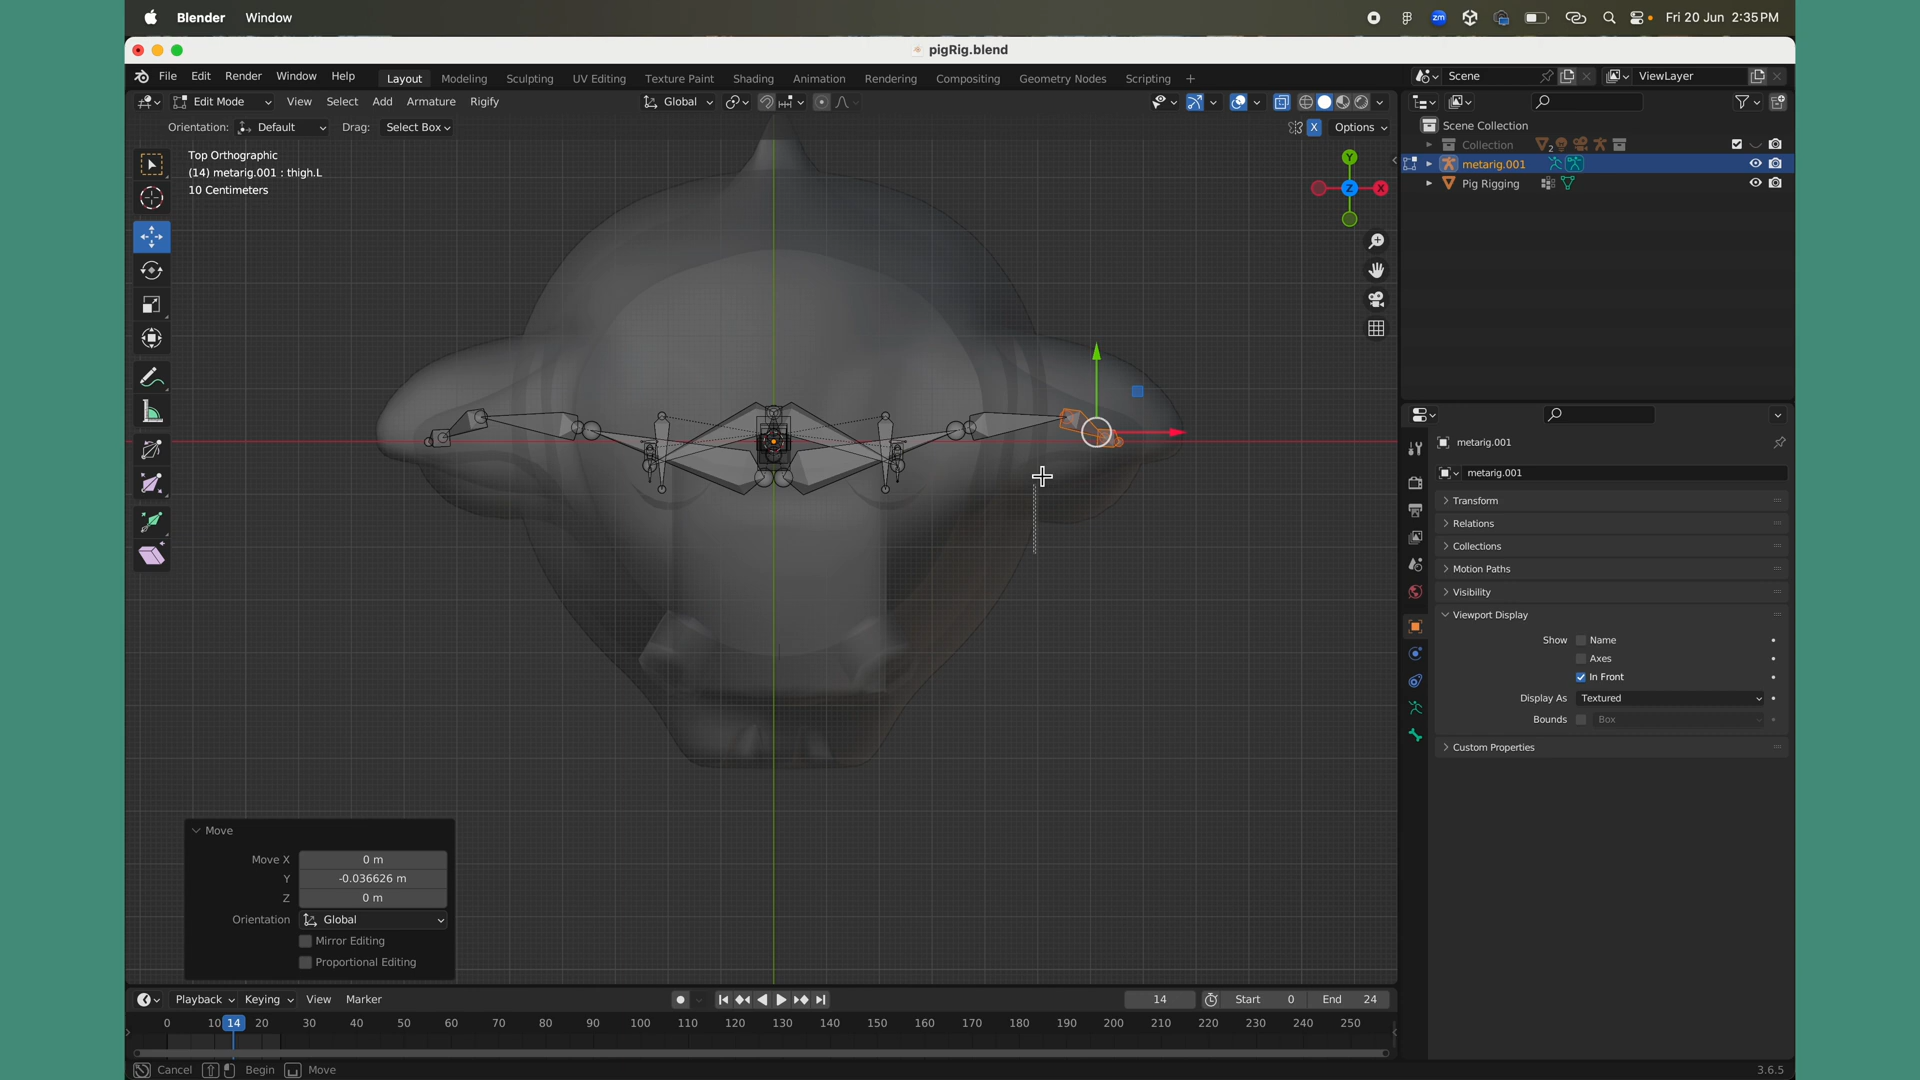 Blender Window
zm
Fri 20 Jun 2:35 PM
pigRig.blend
File Edit Render Window Help
Layout Modeling Sculpting UV Editing Texture Paint Shading Animation Rendering Compositing Geometry Nodes Scripting +
Scene
ViewLayer
Edit Mode View Select Add Armature Rigify
Global
Orientation: Default Drag: Select Box
X Options
Top Orthographic
(14) metarig.001 : thigh.L
10 Centimeters
Y
Z
X
Scene Collection
Collection
2
metarig.001
Pig Rigging
metarig.001
metarig.001
Transform
Relations
Collections
Motion Paths
Visibility
Viewport Display
Show Name
Axes
In Front
Display As Textured
Bounds Box
Custom Properties
Move
Move X 0 m
Y -0.036626 m
Z 0 m
Orientation Global
Mirror Editing
Proportional Editing
Playback Keying View Marker
14
Start 0
End 24
0 10 14 20 30 40 50 60 70 80 90 100 110 120 130 140 150 160 170 180 190 200 210 220 230 240 250
Cancel Begin Move
3.6.5